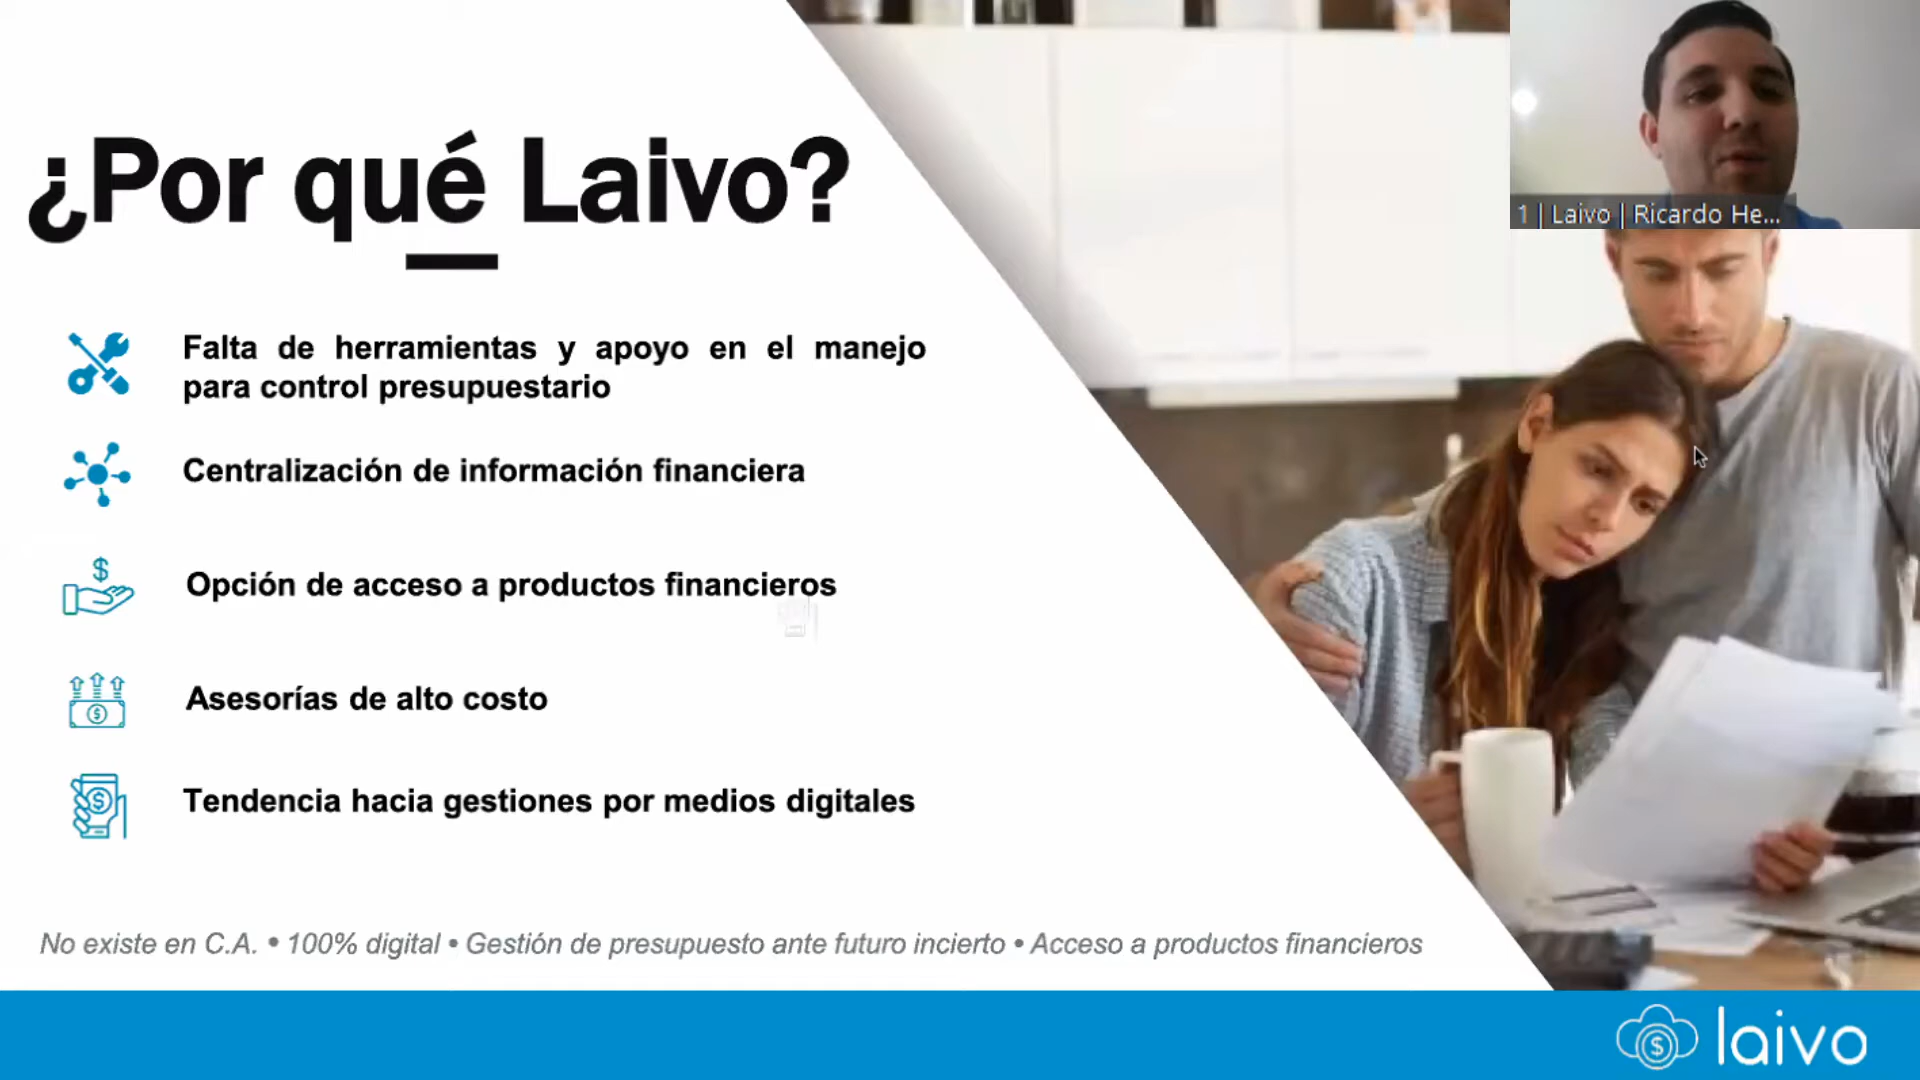 ¿Por qué Laivo?
Falta de herramientas y apoyo en el manejo
para control presupuestario
Centralización de información financiera
Opción de acceso a productos financieros
Asesorías de alto costo
Tendencia hacia gestiones por medios digitales
No existe en C.A. • 100% digital • Gestión de presupuesto ante futuro incierto • Acceso a productos financieros
1 | Laivo | Ricardo He...
laivo